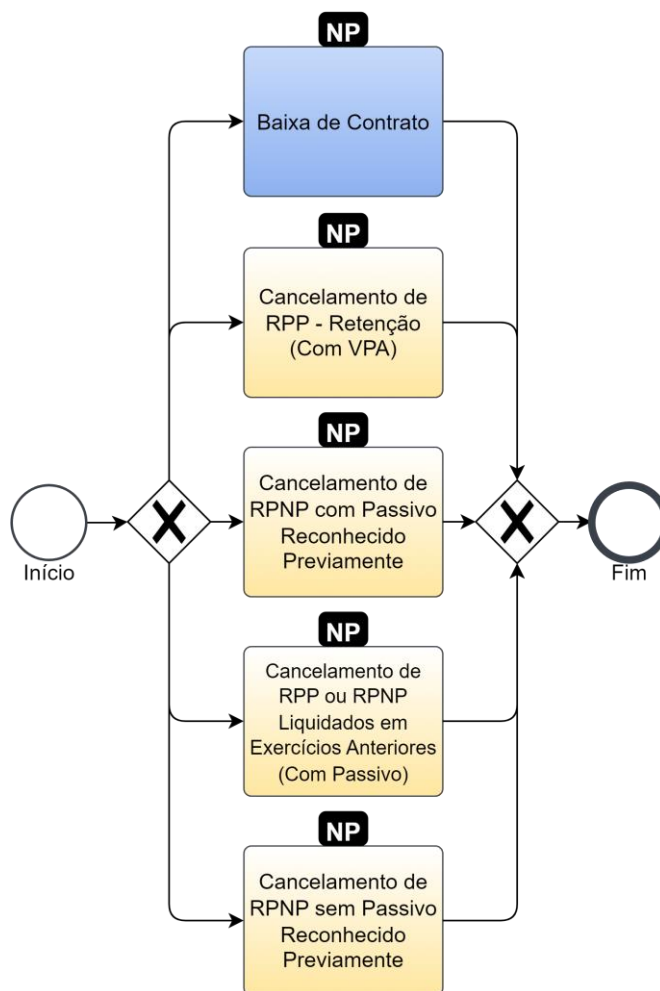 NP
Baixa de Contrato
NP
Cancelamento de
RPP - Retenção
(Com VPA)
NP
Cancelamento de
RPNP com Passivo
Reconhecido
Previamente
Início
Fim
NP
Cancelamento de
RPP ou RPNP
Liquidados em
Exercícios Anteriores
(Com Passivo)
NP
Cancelamento de
RPNP sem Passivo
Reconhecido
Previamente